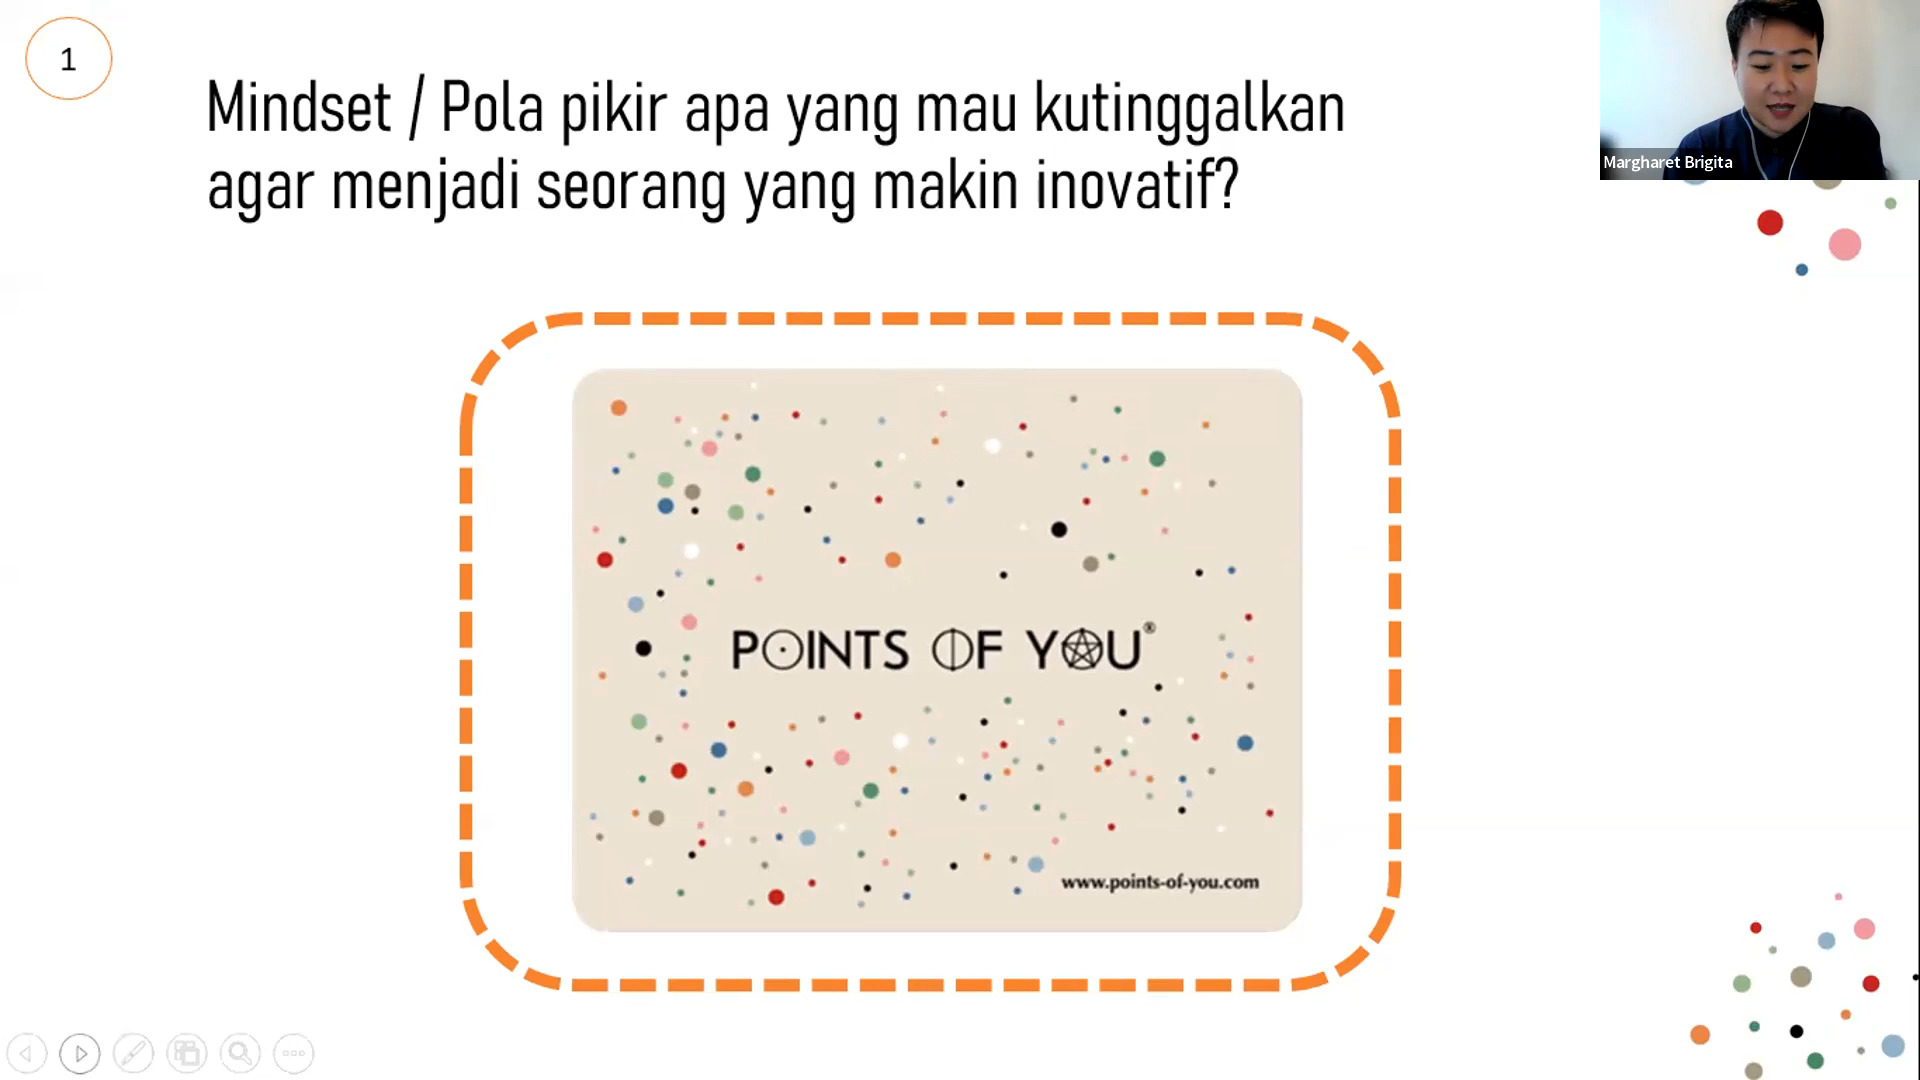 1
Mindset / Pola pikir apa yang mau kutinggalkan
agar menjadi seorang yang makin inovatif?
Margharet Brigita
POINTS OF YOU®
www.points-of-you.com